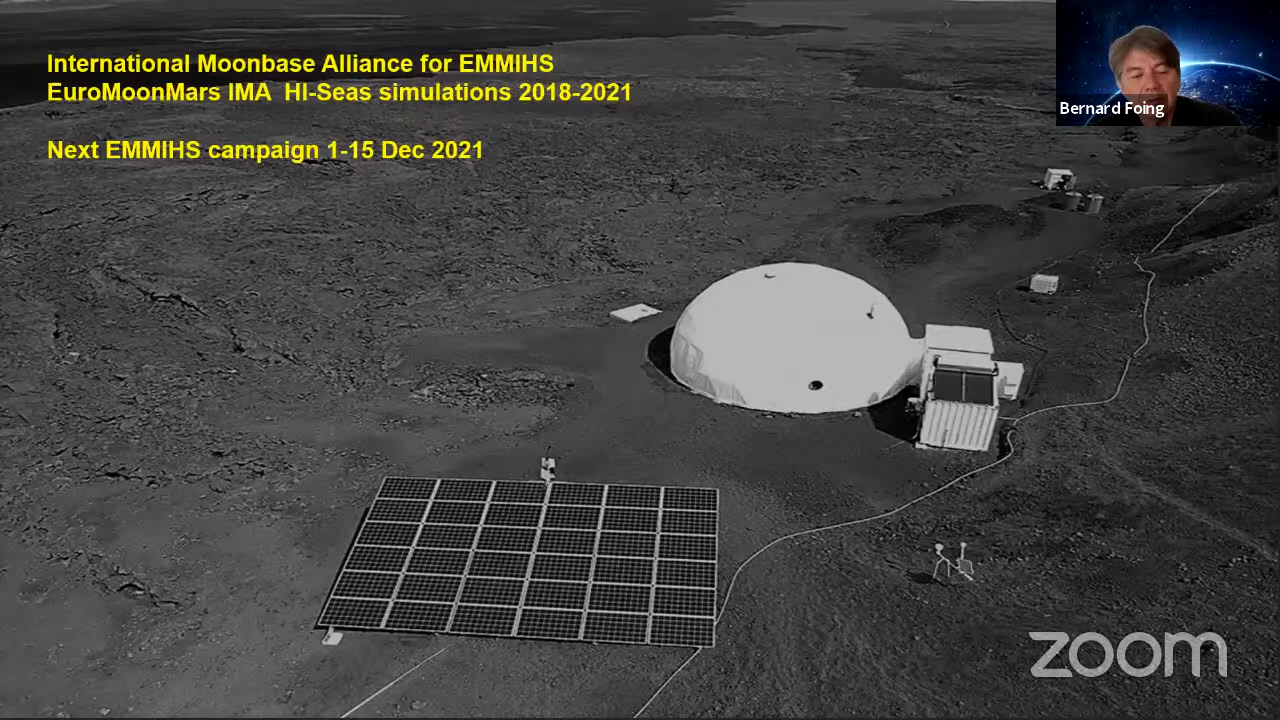 International Moonbase Alliance for EMMIHS
EuroMoonMars IMA  HI-Seas simulations 2018-2021
Next EMMIHS campaign 1-15 Dec 2021
Bernard Foing
zoom